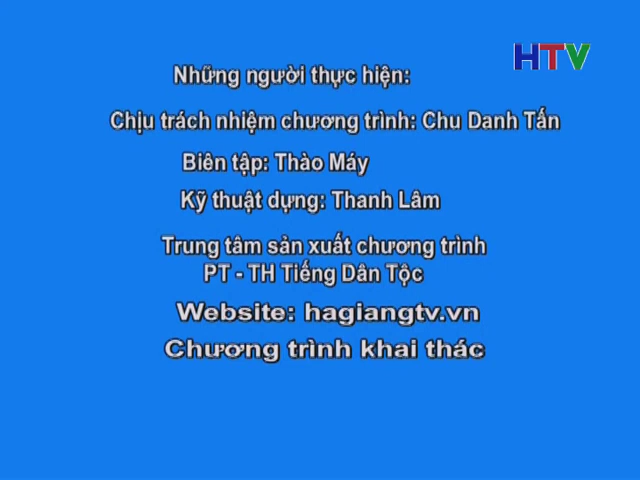 HTV
Những người thực hiện:
Chịu trách nhiệm chương trình: Chu Danh Tấn
Biên tập: Thào Máy
Kỹ thuật dựng: Thanh Lâm
Trung tâm sản xuất chương trình
PT - TH Tiếng Dân Tộc
Website: hagiangtv.vn
Chương trình khai thác